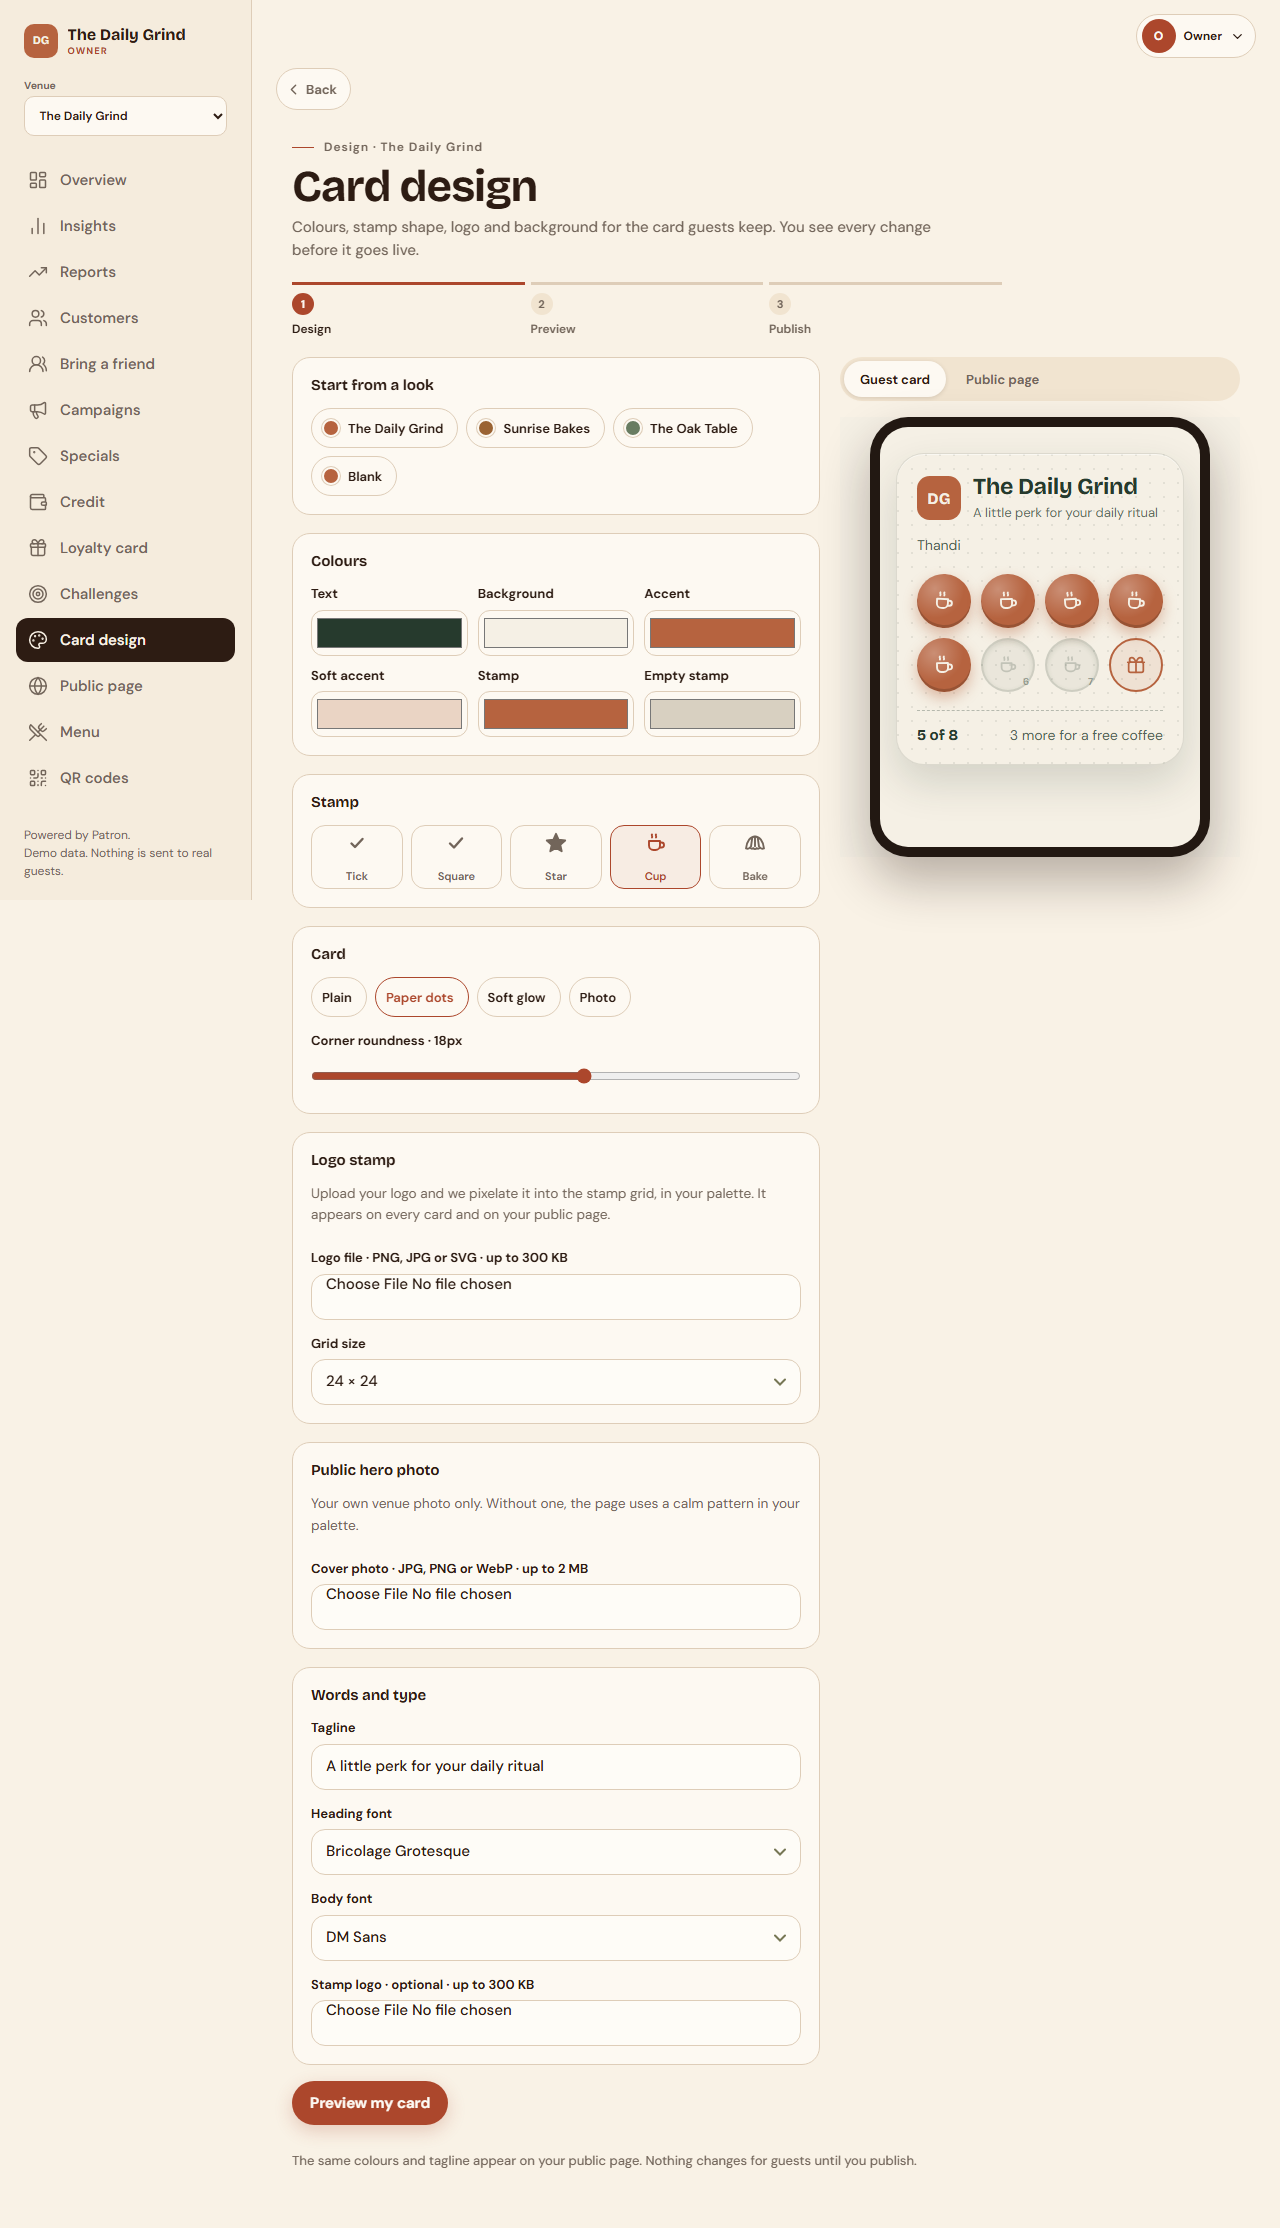 DG
The Daily Grind
OWNER
Venue
The Daily Grind
Overview
Insights
Reports
Customers
Bring a friend
Campaigns
Specials
Credit
Loyalty card
Challenges
Card design
Public page
Menu
QR codes
Powered by Patron.
Demo data. Nothing is sent to real
guests.
O
Owner
Back
Design · The Daily Grind
Card design
Colours, stamp shape, logo and background for the card guests keep. You see every change
before it goes live.
1
2
3
Design
Preview
Publish
Start from a look
The Daily Grind
Sunrise Bakes
The Oak Table
Blank
Colours
Text
Background
Accent
Soft accent
Stamp
Empty stamp
Stamp
Tick
Square
Star
Cup
Bake
Card
Plain
Paper dots
Soft glow
Photo
Corner roundness · 18px
Logo stamp
Upload your logo and we pixelate it into the stamp grid, in your palette. It
appears on every card and on your public page.
Logo file · PNG, JPG or SVG · up to 300 KB
Choose File No file chosen
Grid size
24 × 24
Public hero photo
Your own venue photo only. Without one, the page uses a calm pattern in your
palette.
Cover photo · JPG, PNG or WebP · up to 2 MB
Choose File No file chosen
Words and type
Tagline
A little perk for your daily ritual
Heading font
Bricolage Grotesque
Body font
DM Sans
Stamp logo · optional · up to 300 KB
Choose File No file chosen
Preview my card
The same colours and tagline appear on your public page. Nothing changes for guests until you publish.
Guest card
Public page
DG
The Daily Grind
A little perk for your daily ritual
Thandi
6
7
5 of 8
3 more for a free coffee